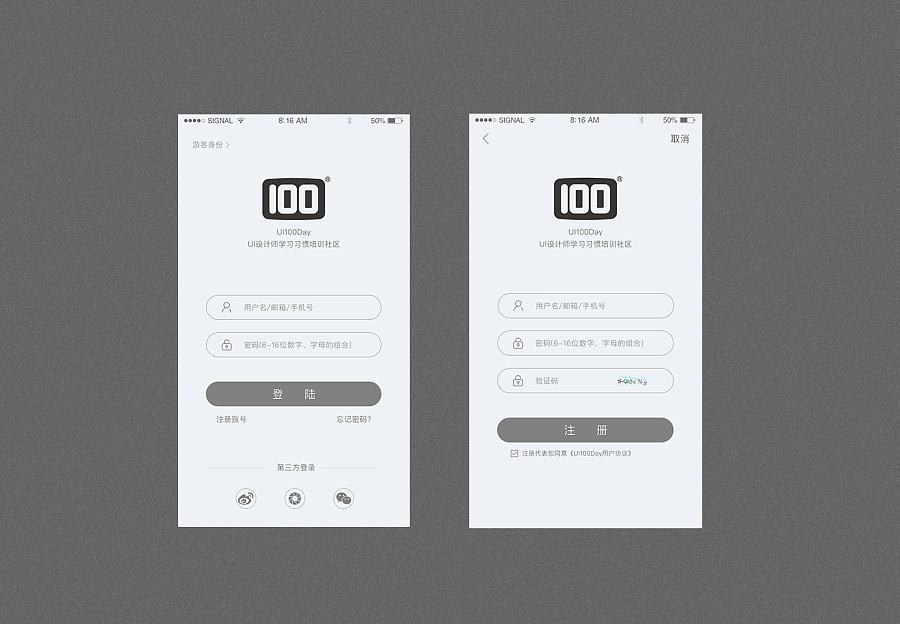 SIGNAL 8:16 AM 50%
游客身份 >
100®
UI100Day
UI设计师学习习惯培训社区
用户名/邮箱/手机号
密码(6-16位数字、字母的组合)
登 陆
注册账号 忘记密码?
第三方登录
SIGNAL 8:16 AM 50%
取消
100®
UI100Day
UI设计师学习习惯培训社区
用户名/邮箱/手机号
密码(6-16位数字、字母的组合)
验证码
注 册
注册代表您同意《UI100Day用户协议》